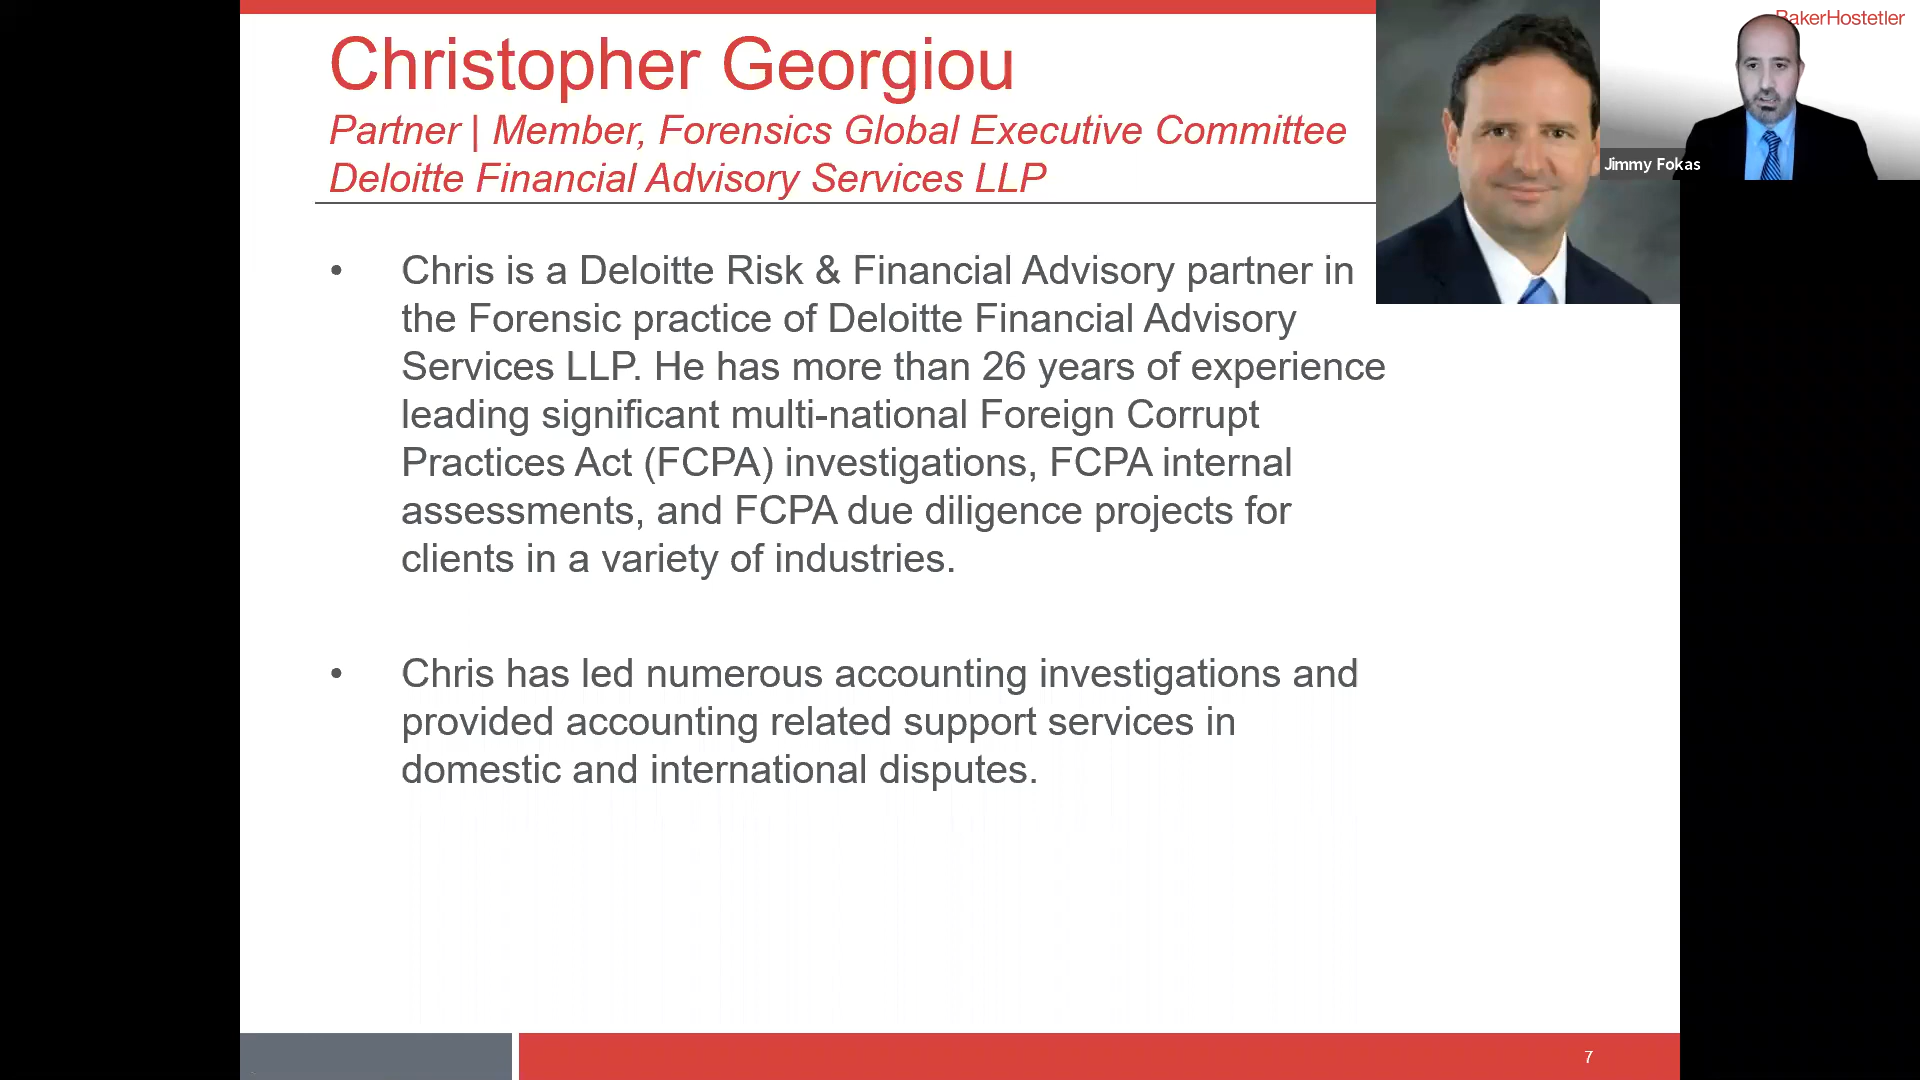 Christopher Georgiou
Partner | Member, Forensics Global Executive Committee
Deloitte Financial Advisory Services LLP
BakerHostetler
Jimmy Fokas
• Chris is a Deloitte Risk & Financial Advisory partner in
the Forensic practice of Deloitte Financial Advisory
Services LLP. He has more than 26 years of experience
leading significant multi-national Foreign Corrupt
Practices Act (FCPA) investigations, FCPA internal
assessments, and FCPA due diligence projects for
clients in a variety of industries.
• Chris has led numerous accounting investigations and
provided accounting related support services in
domestic and international disputes.
7